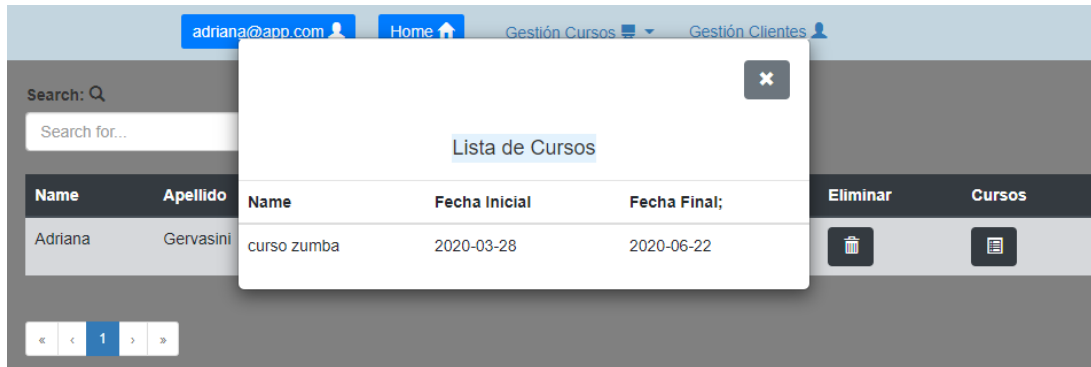 adriana@app.com Home Gestión Cursos Gestión Clientes
Search:
Search for...
Lista de Cursos
Name Apellido Eliminar Cursos
Name Fecha Inicial Fecha Final;
Adriana Gervasini
curso zumba 2020-03-28 2020-06-22
« ‹ 1 › »